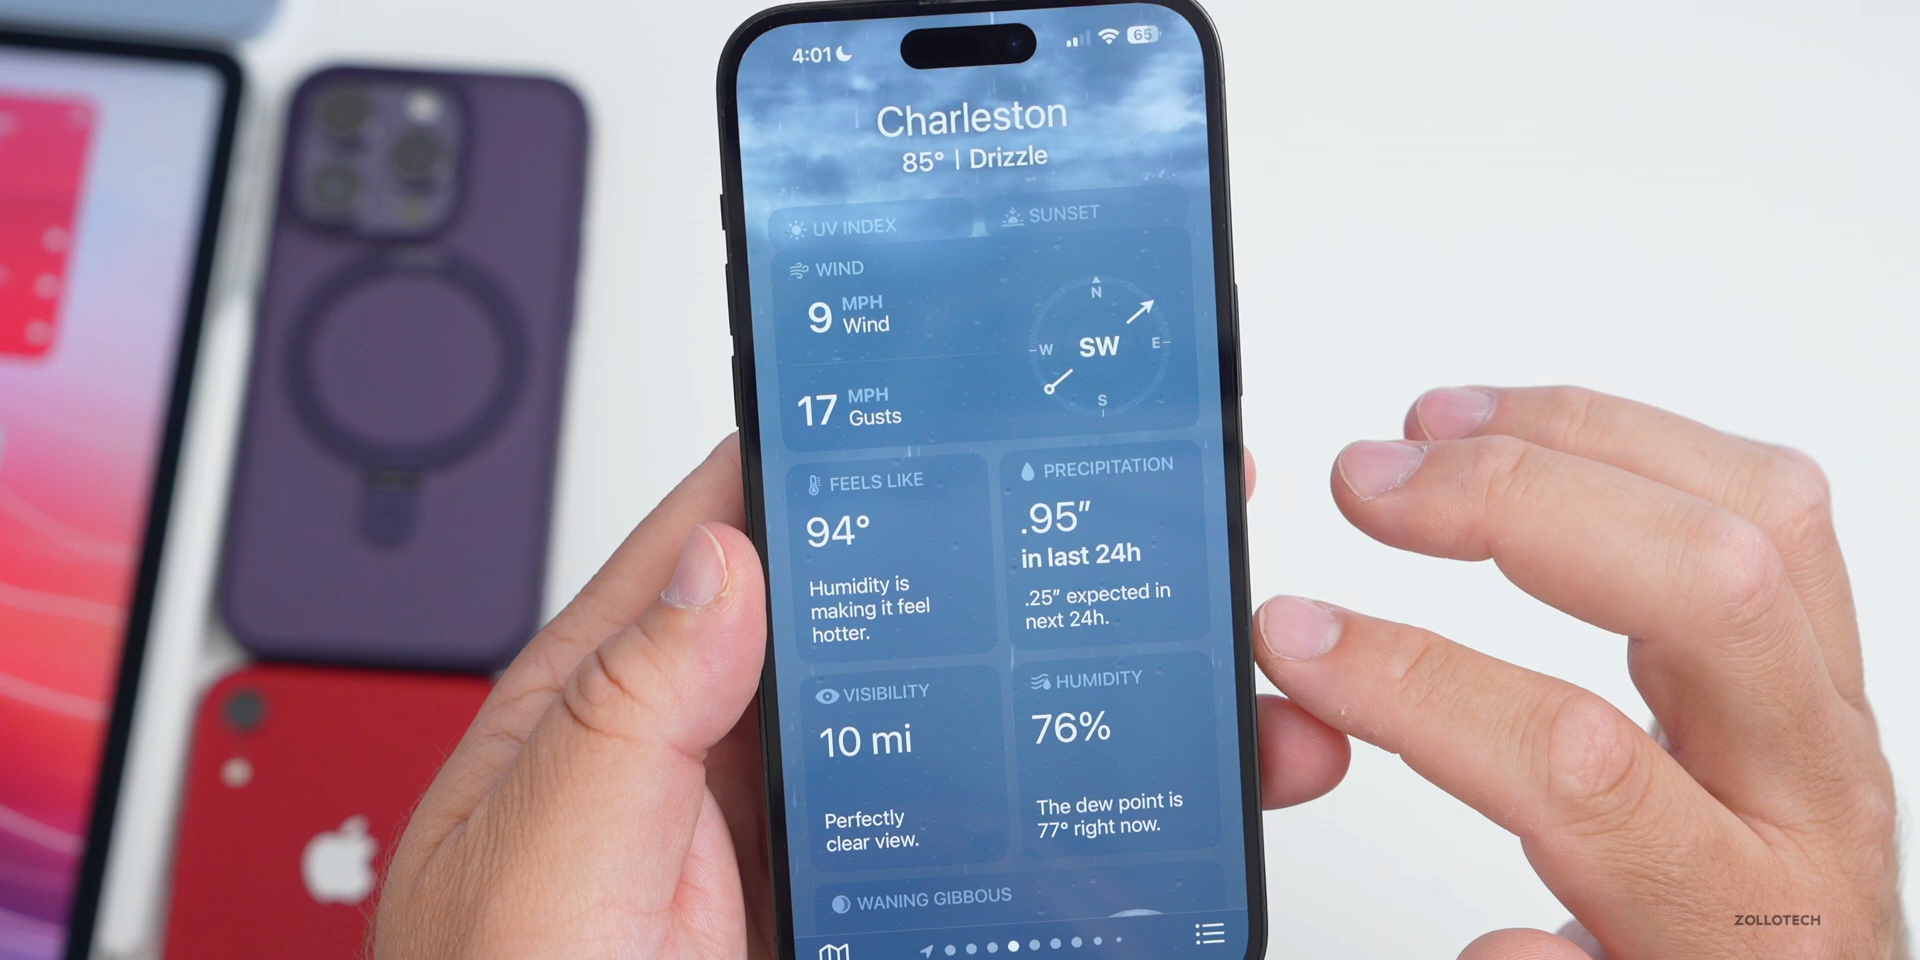 4:01
65
Charleston
85° | Drizzle
UV INDEX
SUNSET
WIND
9 MPH Wind
17 MPH Gusts
N
W
SW
E
S
FEELS LIKE
94°
Humidity is
making it feel
hotter.
PRECIPITATION
.95"
in last 24h
.25" expected in
next 24h.
VISIBILITY
10 mi
Perfectly
clear view.
HUMIDITY
76%
The dew point is
77° right now.
WANING GIBBOUS
ZOLLOTECH